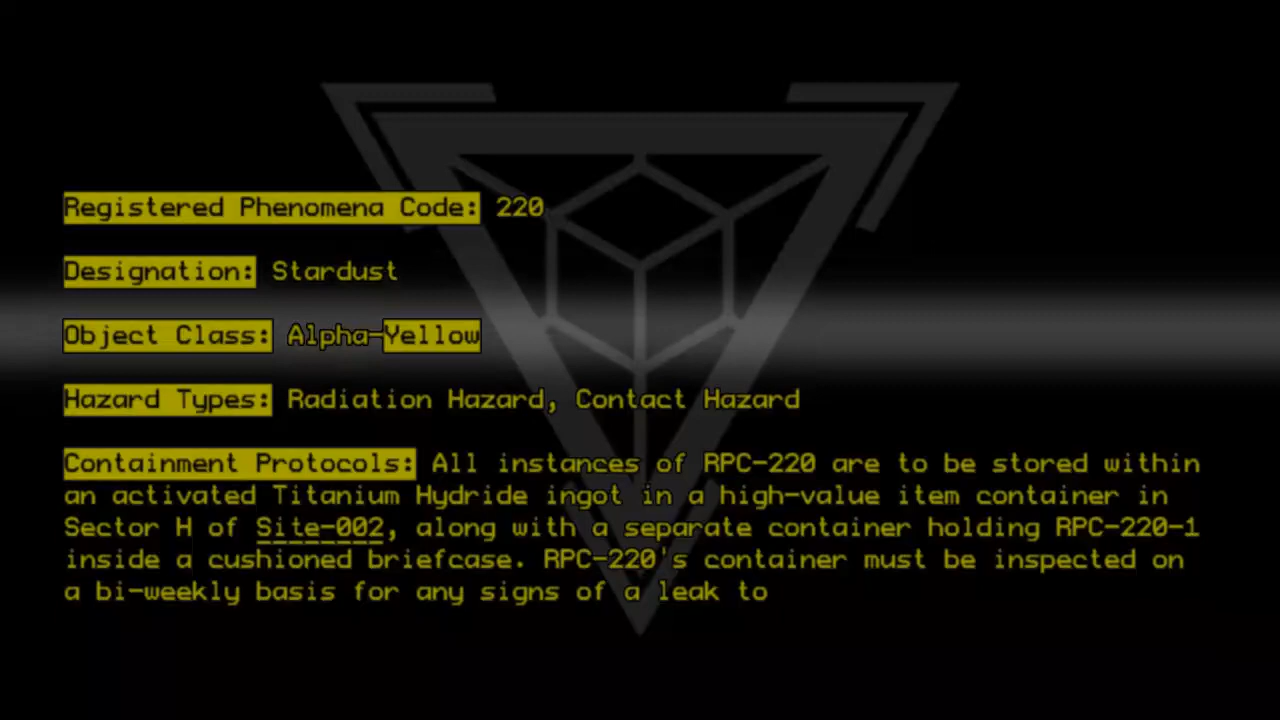 Registered Phenomena Code: 220
Designation: Stardust
Object Class: Alpha-Yellow
Hazard Types: Radiation Hazard, Contact Hazard
Containment Protocols: All instances of RPC-220 are to be stored within
an activated Titanium Hydride ingot in a high-value item container in
Sector H of Site-002, along with a separate container holding RPC-220-1
inside a cushioned briefcase. RPC-220's container must be inspected on
a bi-weekly basis for any signs of a leak to